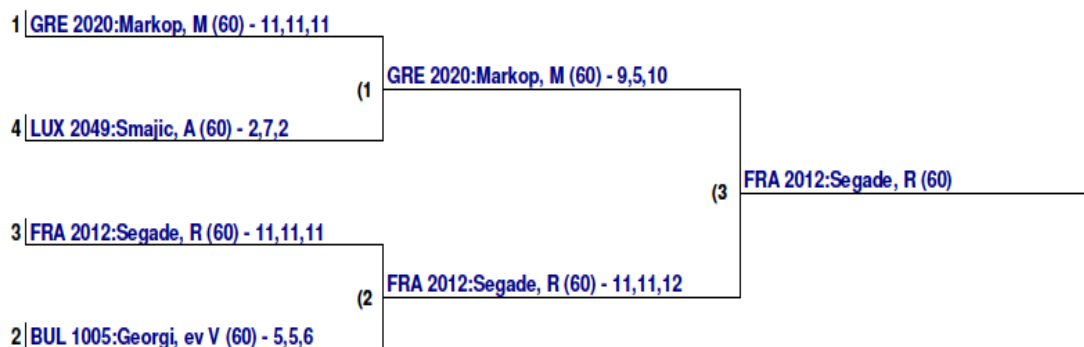 1 GRE 2020:Markop, M (60) - 11,11,11
GRE 2020:Markop, M (60) - 9,5,10
(1
4 LUX 2049:Smajic, A (60) - 2,7,2
FRA 2012:Segade, R (60)
(3
3 FRA 2012:Segade, R (60) - 11,11,11
FRA 2012:Segade, R (60) - 11,11,12
(2
2 BUL 1005:Georgi, ev V (60) - 5,5,6